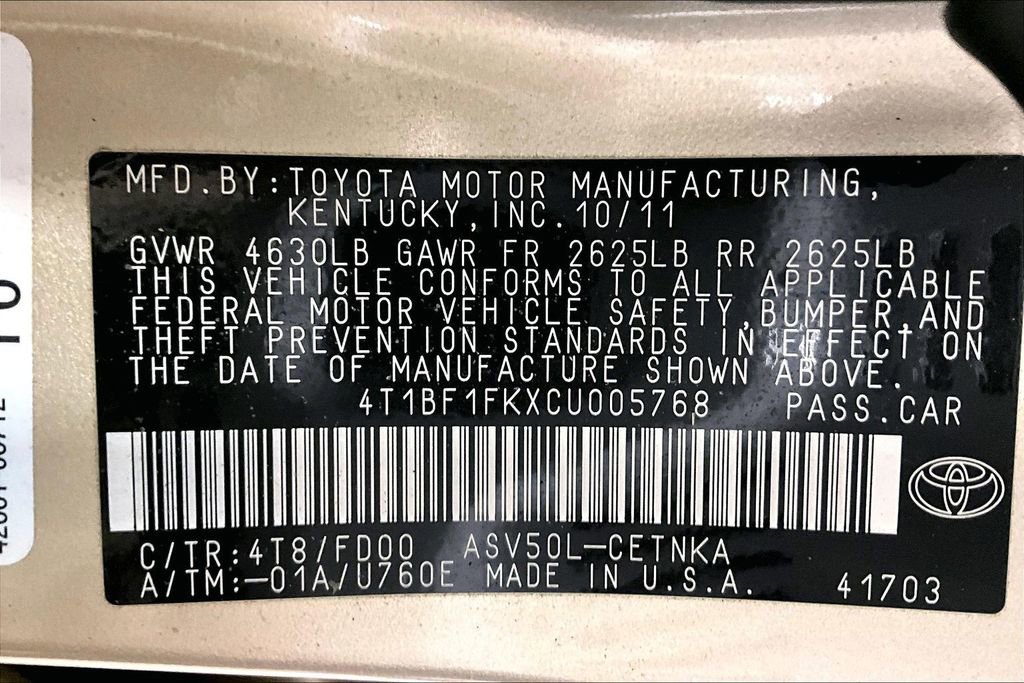 MFD.BY:TOYOTA MOTOR MANUFACTURING,
KENTUCKY,INC.10/11
GVWR 4630LB GAWR FR 2625LB RR 2625LB
THIS VEHICLE CONFORMS TO ALL APPLICABLE
FEDERAL MOTOR VEHICLE SAFETY,BUMPER,AND
THEFT PREVENTION STANDARDS IN EFFECT ON
THE DATE OF MANUFACTURE SHOWN ABOVE.
4T1BF1FKXCU005768 PASS.CAR
C/TR:4T8/FD00 ASV50L-CETNKA
A/TM:-01A/U760E MADE IN U.S.A. 41703